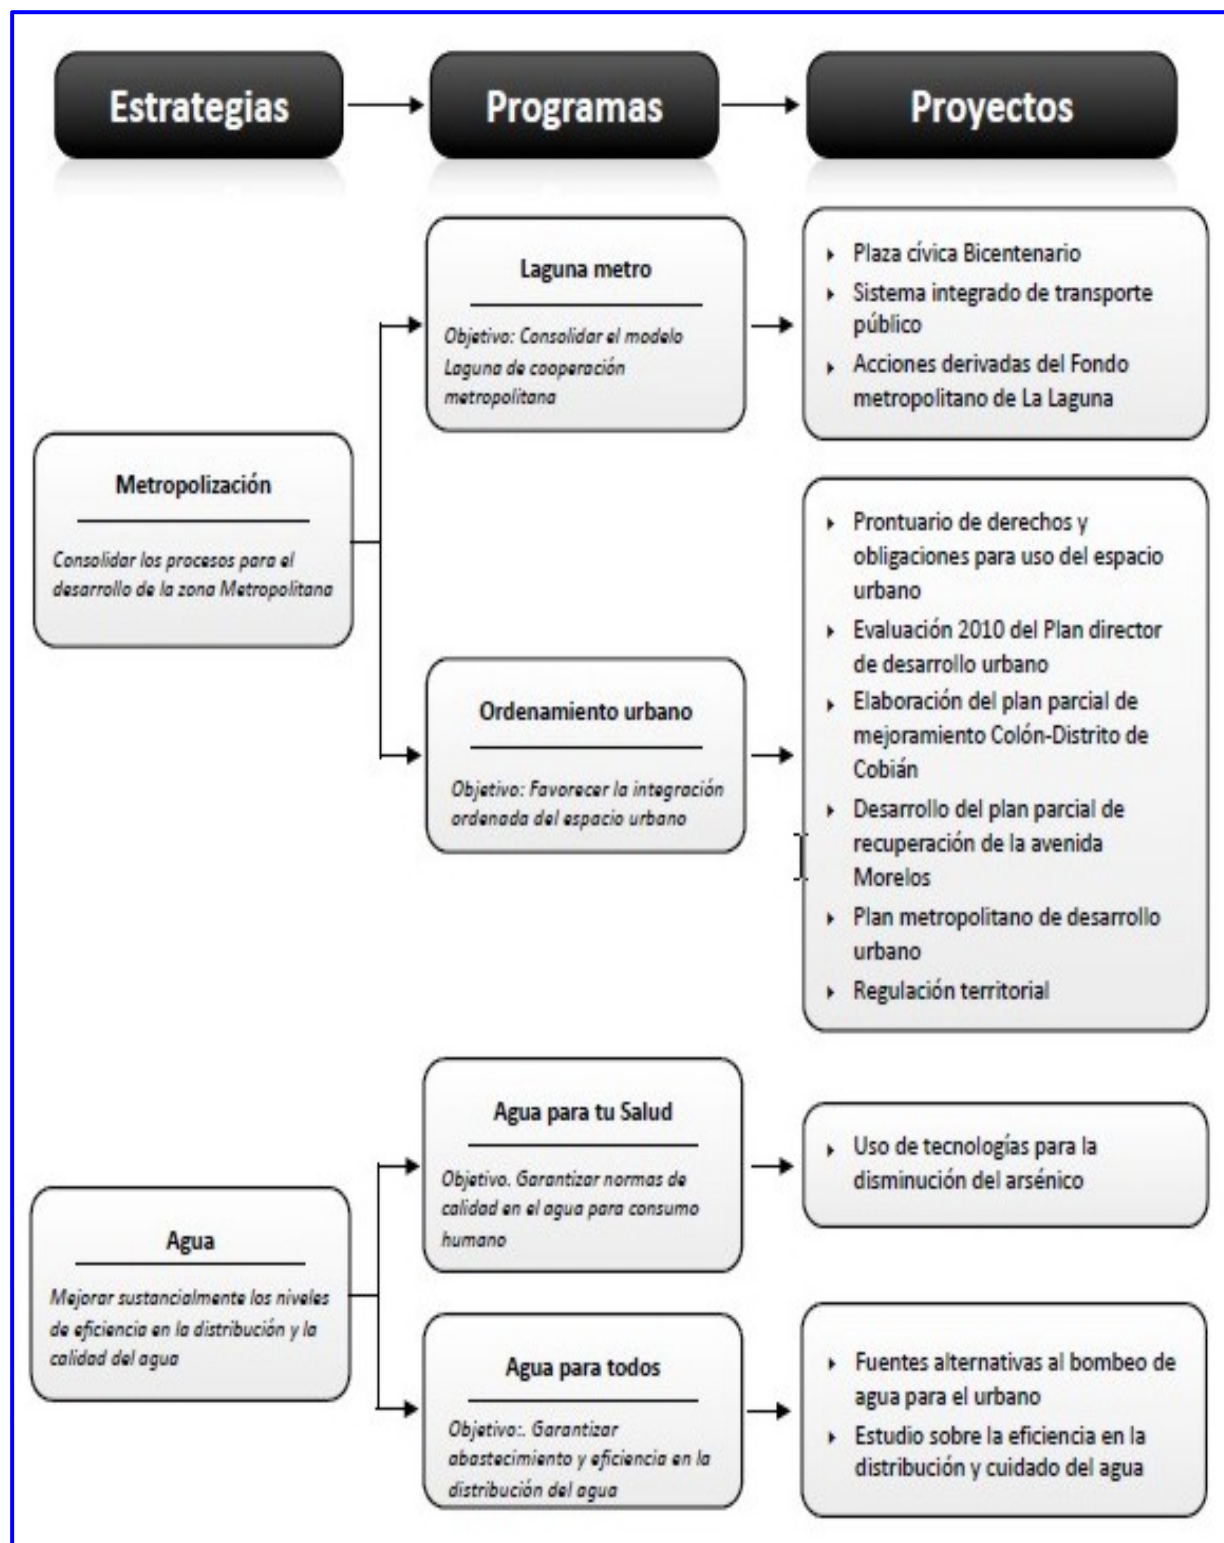 Estrategias
Programas
Proyectos
Metropolización
Consolidar los procesos para el
desarrollo de la zona Metropolitana
Laguna metro
Objetivo: Consolidar el modelo
Laguna de cooperación
metropolitana
Plaza cívica Bicentenario
Sistema integrado de transporte
público
Acciones derivadas del Fondo
metropolitano de La Laguna
Ordenamiento urbano
Objetivo: Favorecer la integración
ordenada del espacio urbano
Prontuario de derechos y
obligaciones para uso del espacio
urbano
Evaluación 2010 del Plan director
de desarrollo urbano
Elaboración del plan parcial de
mejoramiento Colón-Distrito de
Cobián
Desarrollo del plan parcial de
recuperación de la avenida
Morelos
Plan metropolitano de desarrollo
urbano
Regulación territorial
Agua
Mejorar sustancialmente los niveles
de eficiencia en la distribución y la
calidad del agua
Agua para tu Salud
Objetivo. Garantizar normas de
calidad en el agua para consumo
humano
Uso de tecnologías para la
disminución del arsénico
Agua para todos
Objetivo:. Garantizar
abastecimiento y eficiencia en la
distribución del agua
Fuentes alternativas al bombeo de
agua para el urbano
Estudio sobre la eficiencia en la
distribución y cuidado del agua